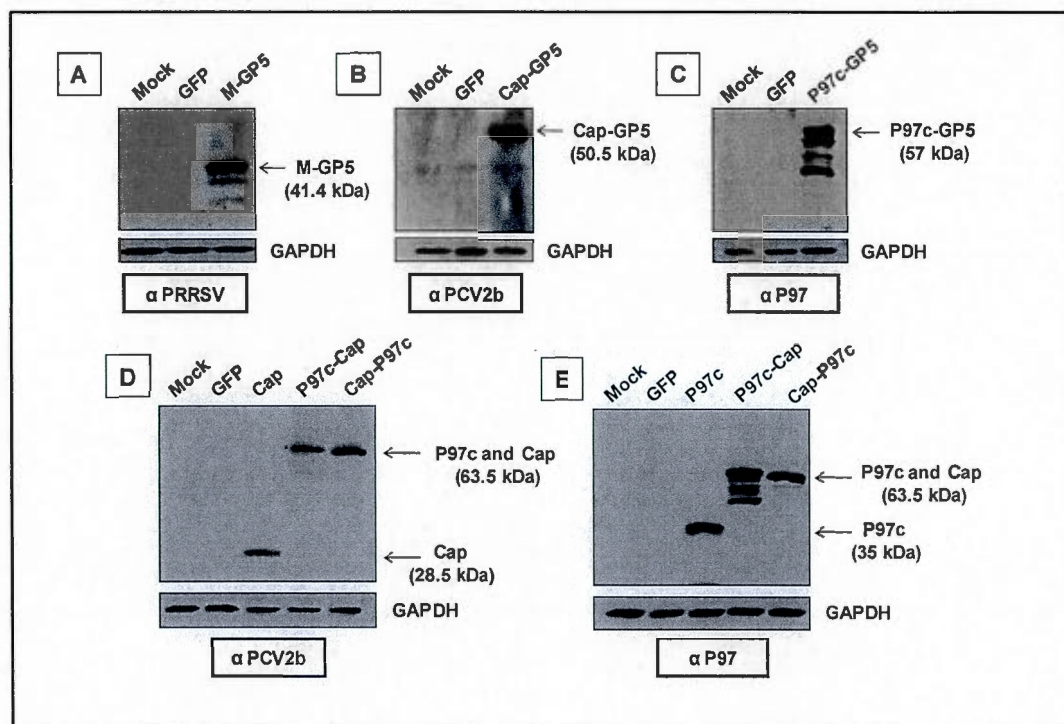 A
Mock
GFP
M-GP5
M-GP5
(41.4 kDa)
GAPDH
α PRRSV
B
Mock
GFP
Cap-GP5
Cap-GP5
(50.5 kDa)
GAPDH
α PCV2b
C
Mock
GFP
P97c-GP5
P97c-GP5
(57 kDa)
GAPDH
α P97
D
Mock
GFP
Cap
P97c-Cap
Cap-P97c
P97c and Cap
(63.5 kDa)
Cap
(28.5 kDa)
GAPDH
α PCV2b
E
Mock
GFP
P97c
P97c-Cap
Cap-P97c
P97c and Cap
(63.5 kDa)
P97c
(35 kDa)
GAPDH
α P97